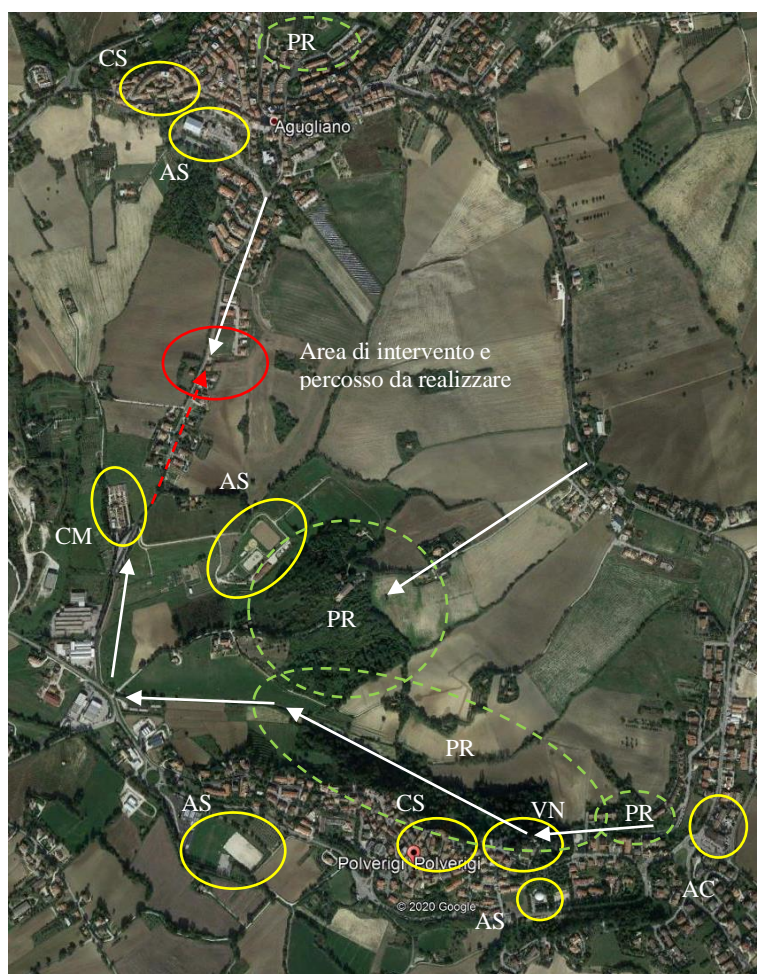 PR
CS
Agugliano
AS
Area di intervento e
percosso da realizzare
AS
CM
PR
PR
AS
CS
VN
PR
Polverigi Polverigi
AC
© 2020 Google
AS